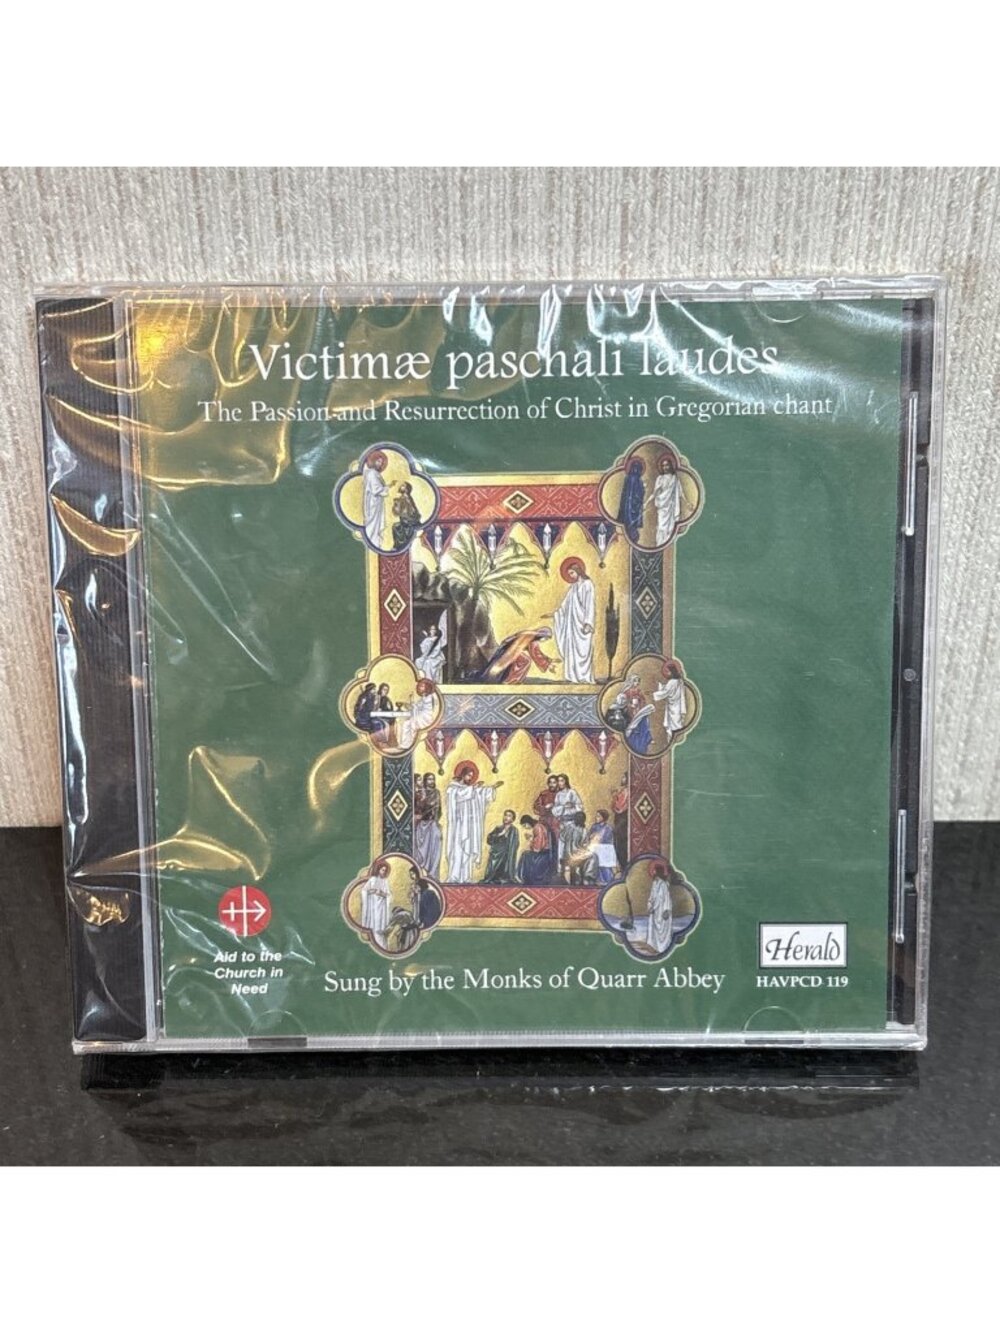 Victimæ paschali laudes
The Passion and Resurrection of Christ in Gregorian chant
Aid to the
Church in
Need
Sung by the Monks of Quarr Abbey
Herald
HAVPCD 119